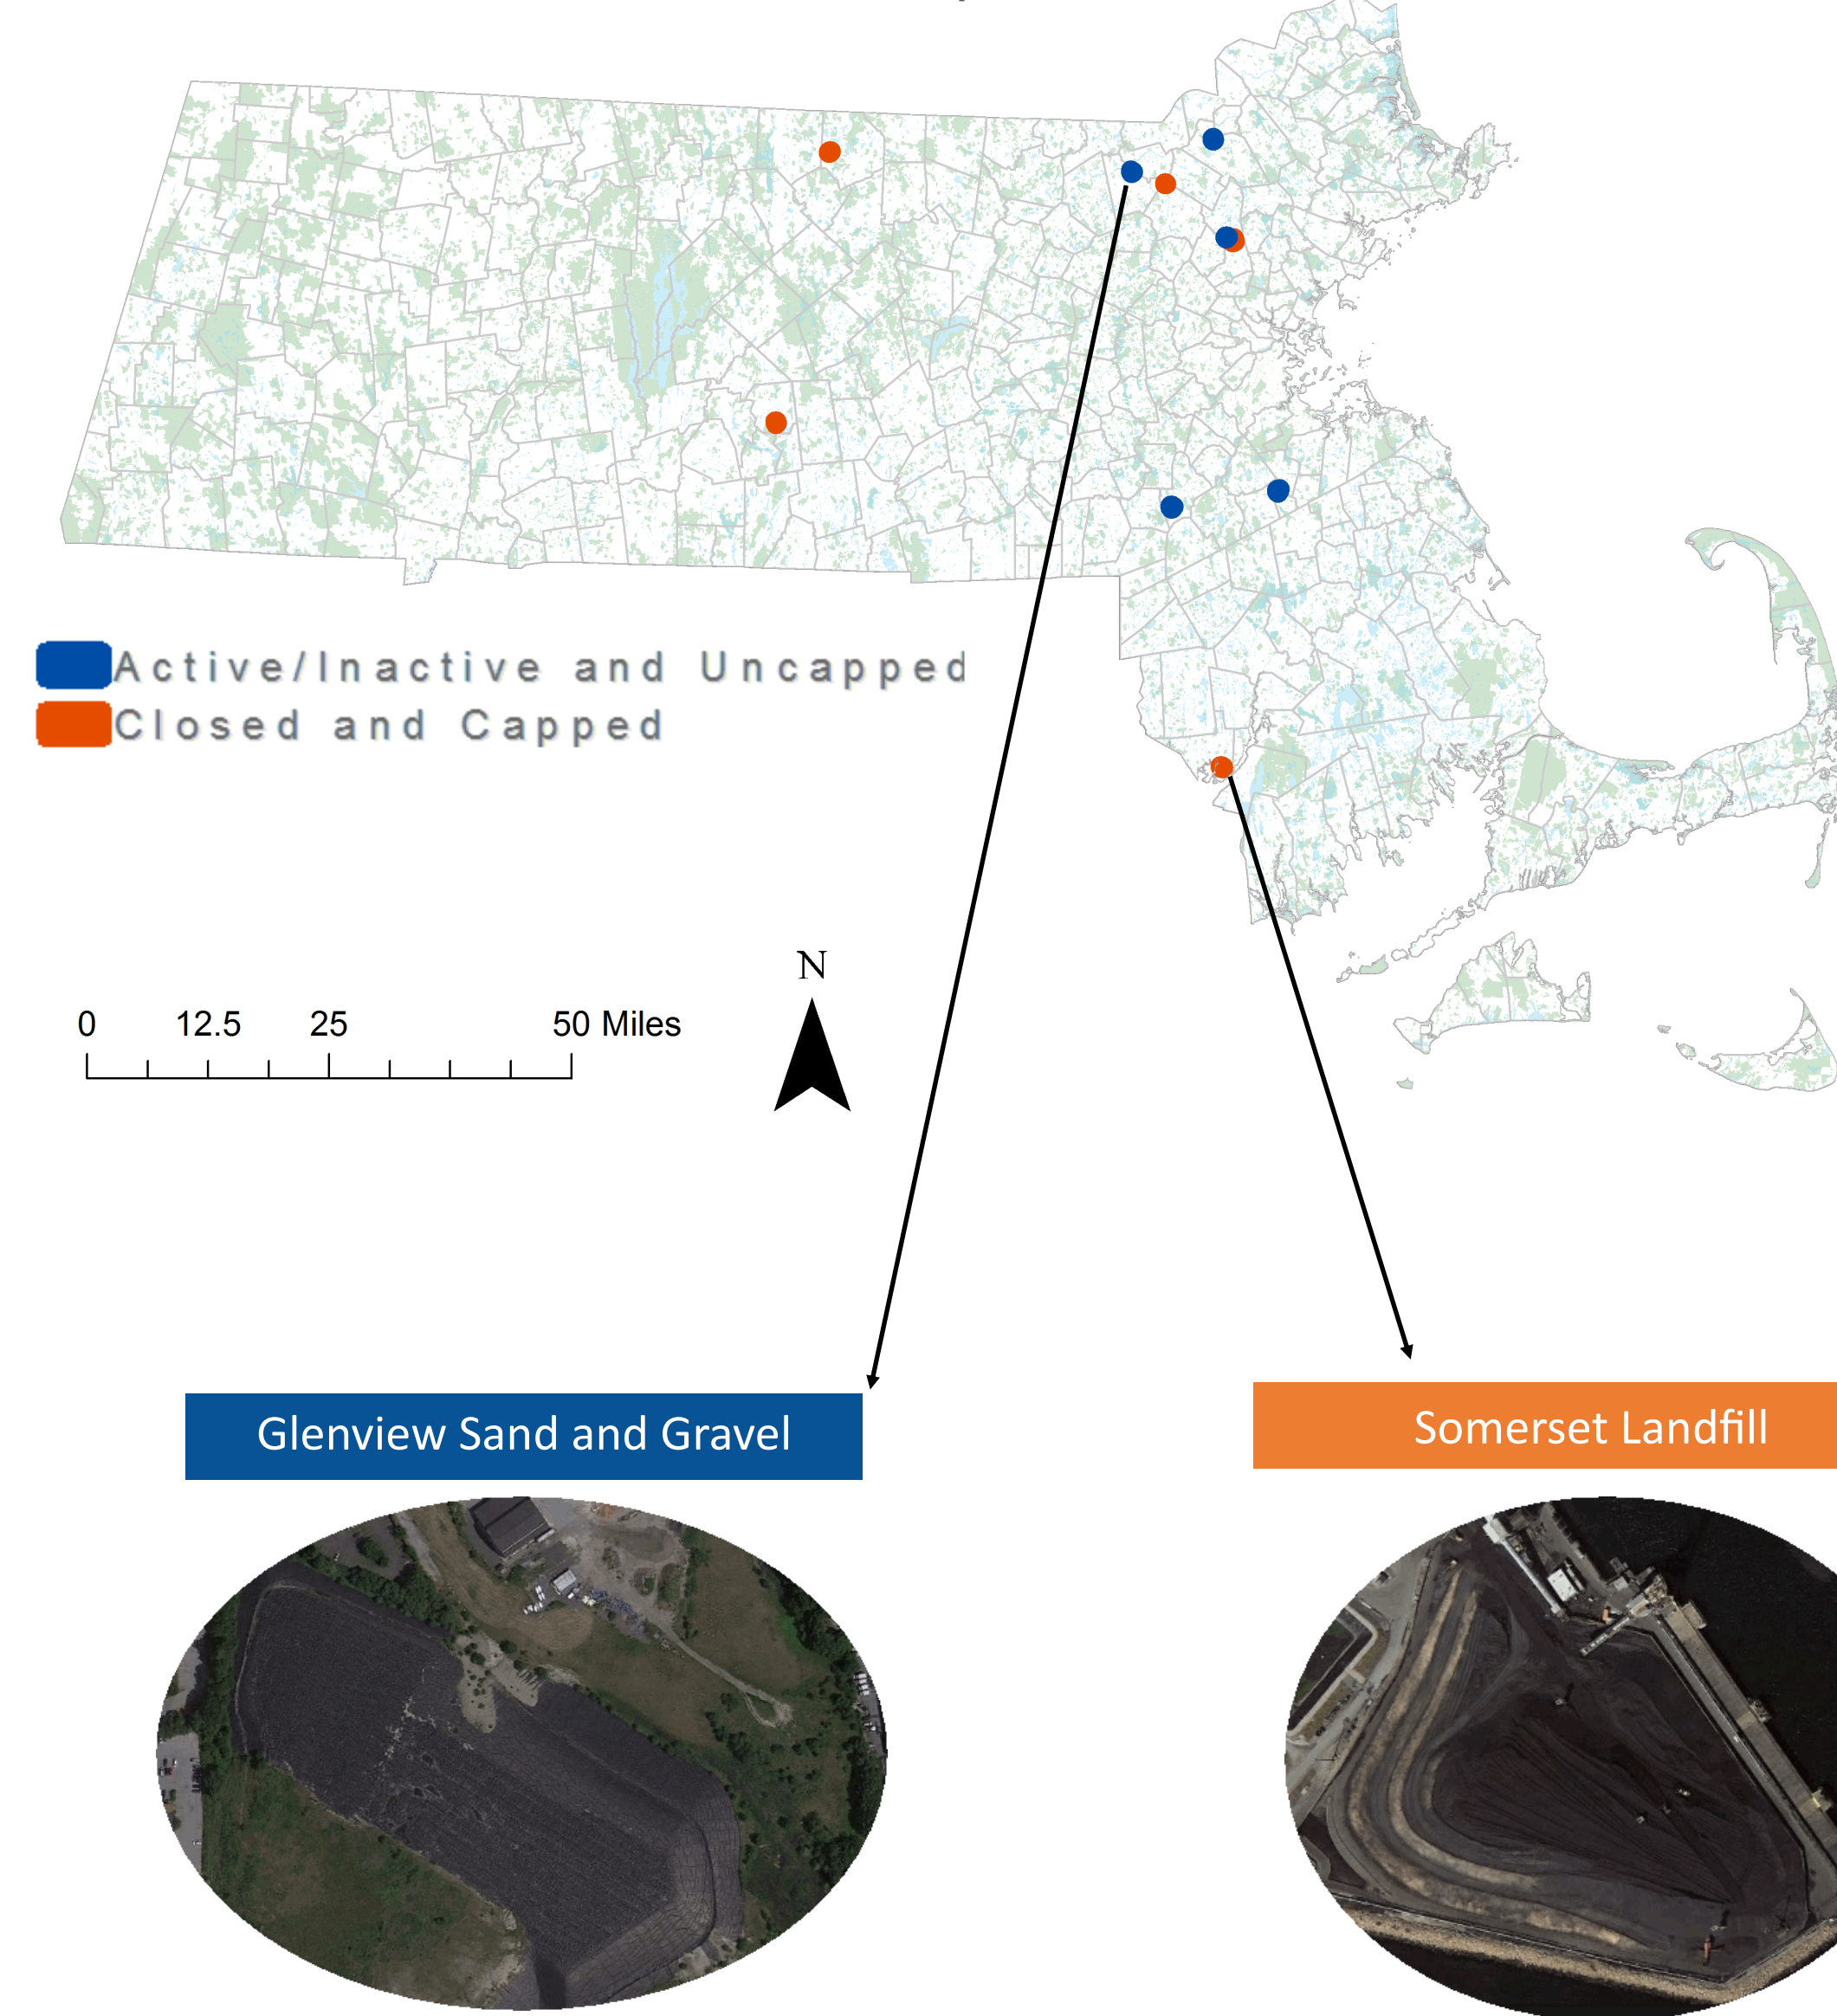 Active/Inactive and Uncapped
Closed and Capped
N
0 12.5 25 50 Miles
Glenview Sand and Gravel
Somerset Landfill